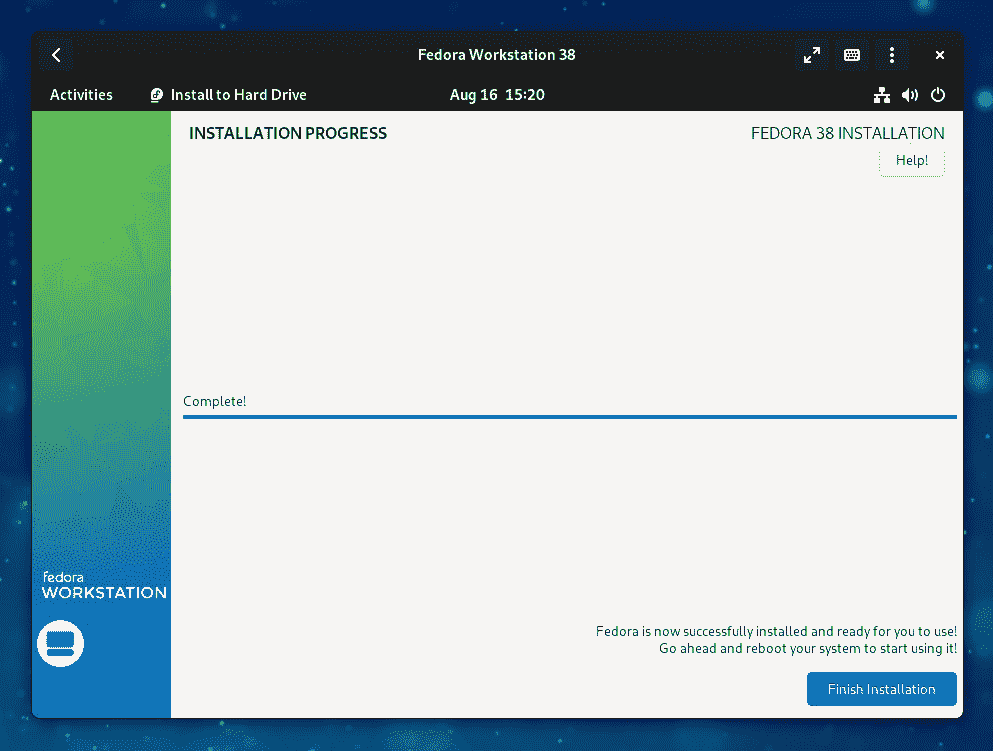 Fedora Workstation 38
Activities Install to Hard Drive Aug 16 15:20
INSTALLATION PROGRESS FEDORA 38 INSTALLATION
Help!
Complete!
fedora
WORKSTATION
Fedora is now successfully installed and ready for you to use!
Go ahead and reboot your system to start using it!
Finish Installation